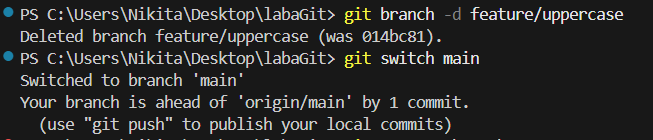 PS C:\Users\Nikita\Desktop\labaGit> git branch -d feature/uppercase
Deleted branch feature/uppercase (was 014bc81).
PS C:\Users\Nikita\Desktop\labaGit> git switch main
Switched to branch 'main'
Your branch is ahead of 'origin/main' by 1 commit.
  (use "git push" to publish your local commits)